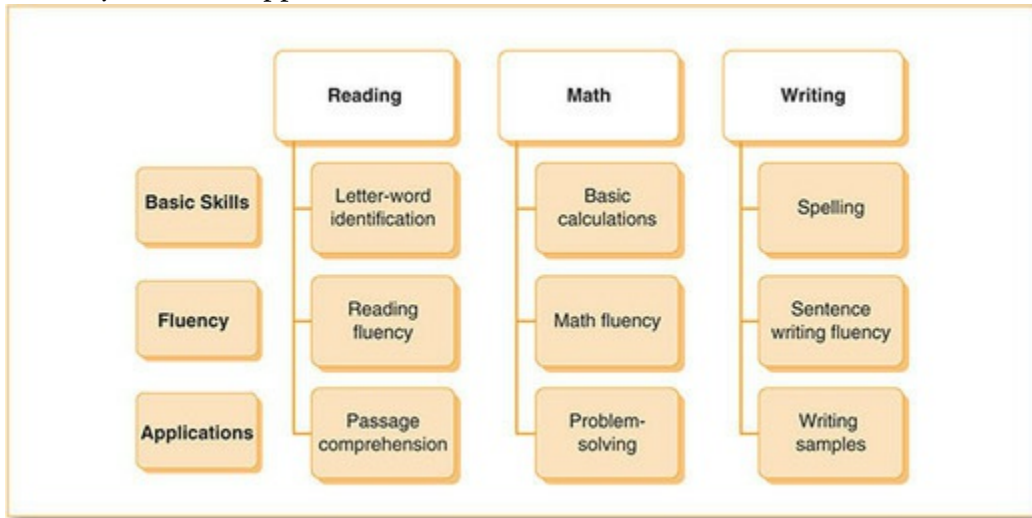 Reading Math Writing
Basic Skills
Letter-word
identification
Basic
calculations
Spelling
Fluency
Reading
fluency
Math fluency
Sentence
writing fluency
Applications
Passage
comprehension
Problem-
solving
Writing
samples